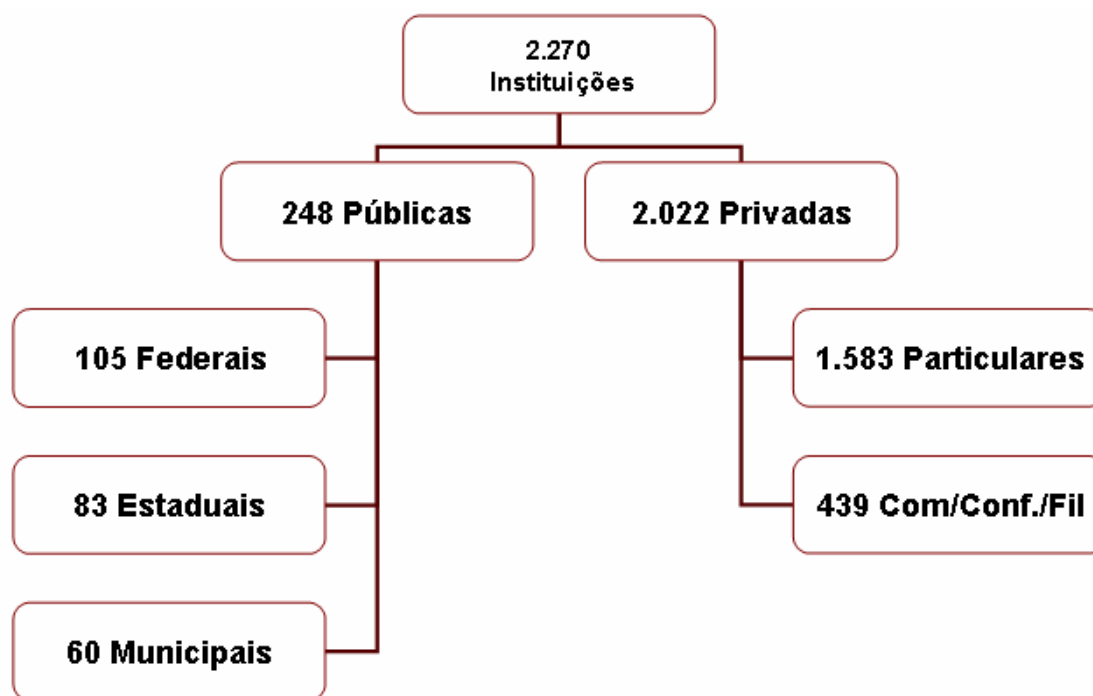 2.270
Instituições
248 Públicas
2.022 Privadas
105 Federais
1.583 Particulares
83 Estaduais
439 Com/Conf./Fil
60 Municipais